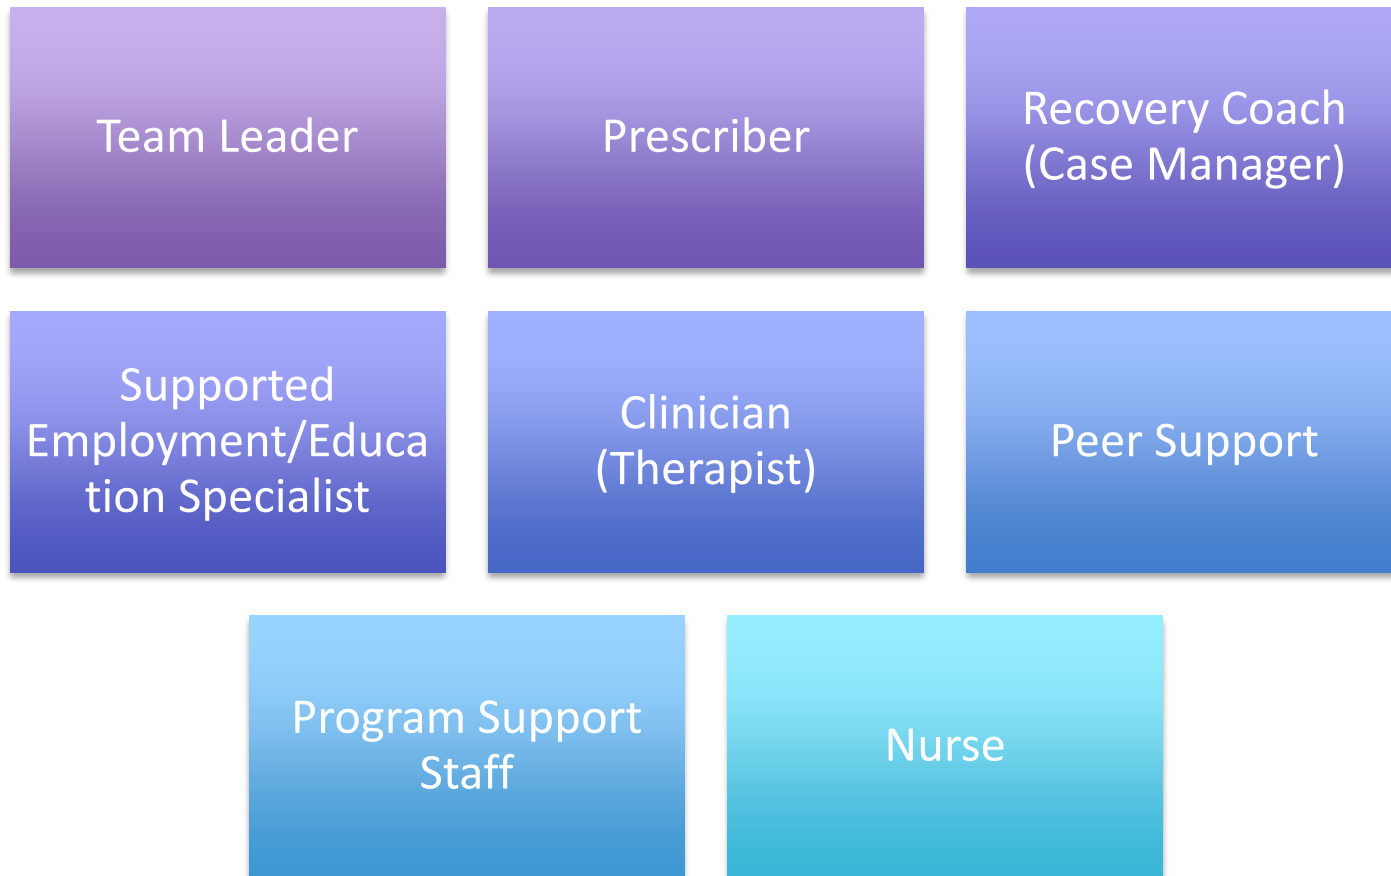 Team Leader
Prescriber
Recovery Coach
(Case Manager)
Supported
Employment/Educa
tion Specialist
Clinician
(Therapist)
Peer Support
Program Support
Staff
Nurse